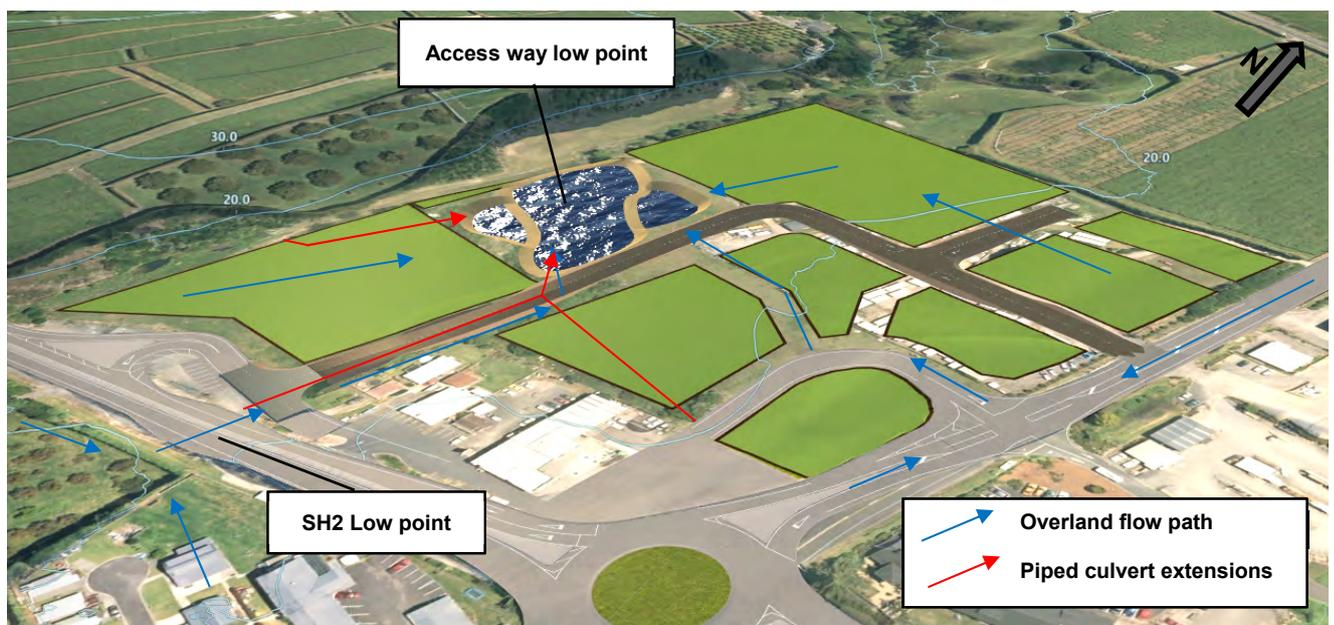 Access way low point
N
30.0
20.0
20.0
SH2 Low point
Overland flow path
Piped culvert extensions